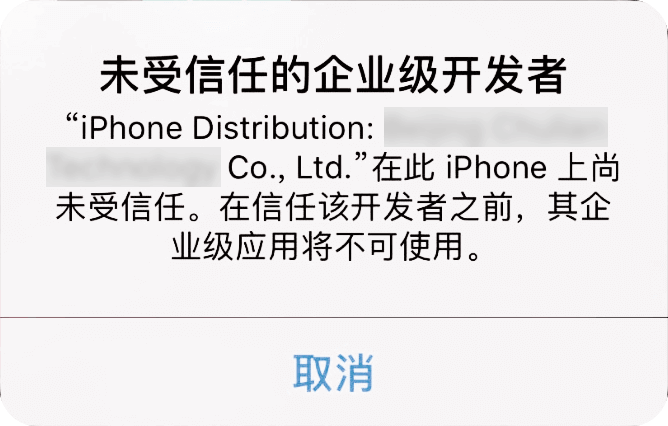 未受信任的企业级开发者
“iPhone Distribution:
Co., Ltd.”在此 iPhone 上尚
未受信任。在信任该开发者之前，其企
业级应用将不可使用。
取消